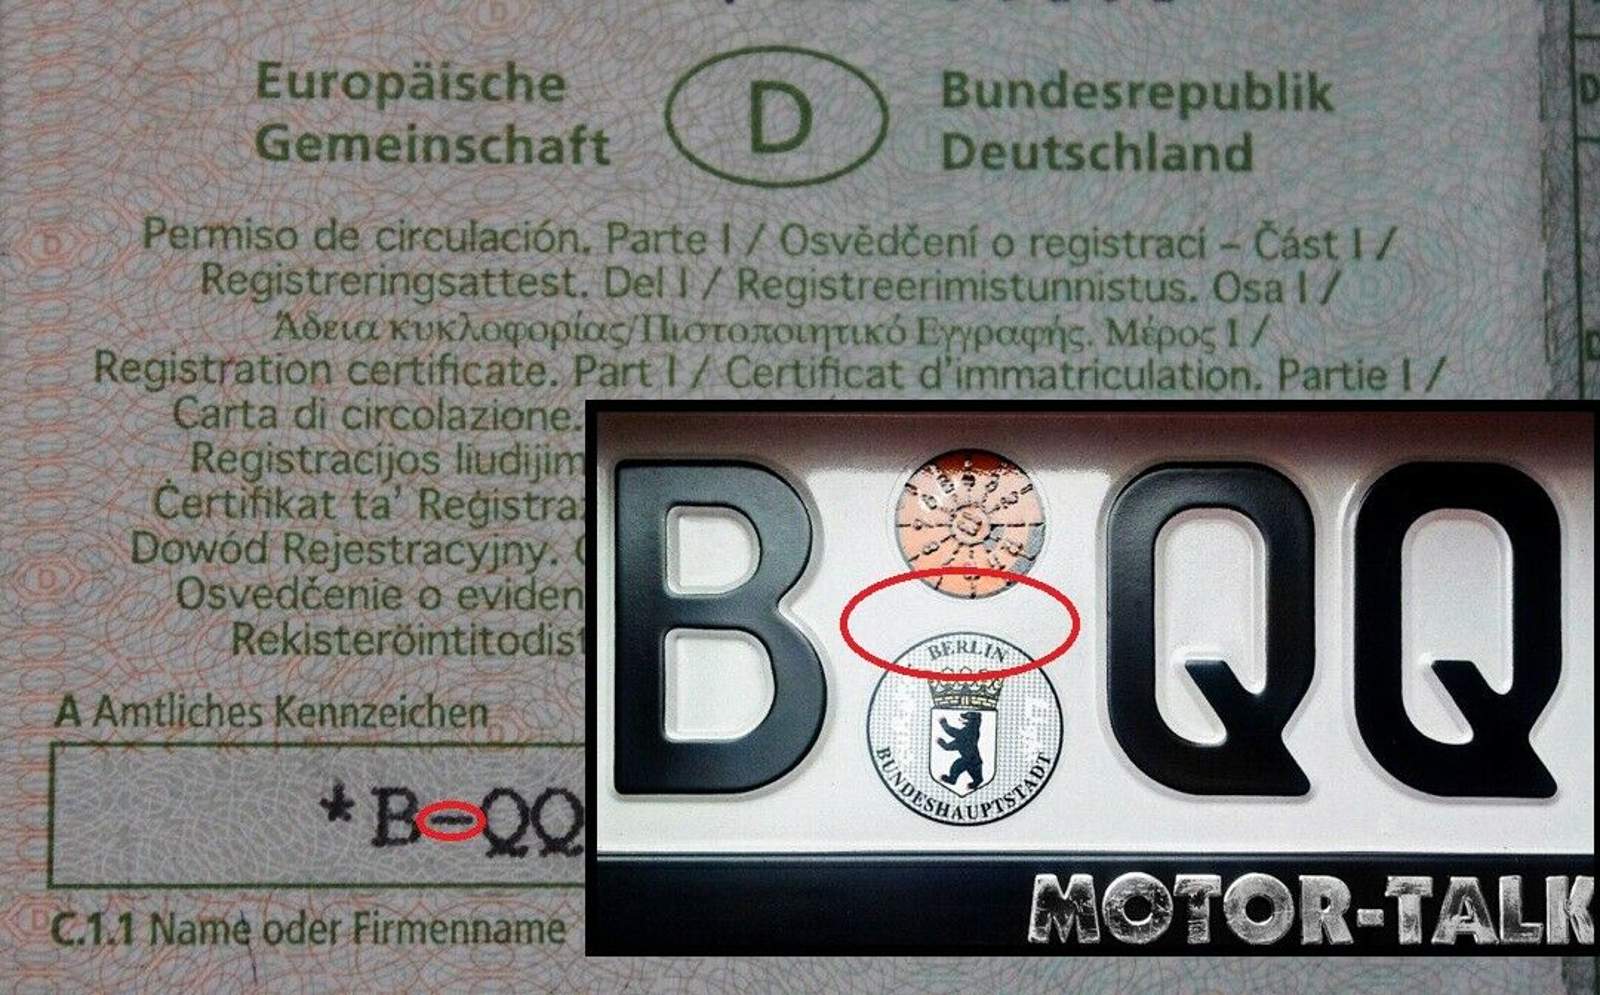 Europäische
Gemeinschaft
D
Bundesrepublik
Deutschland
Permiso de circulación. Parte I / Osvědčení o registraci – Část I /
Registreringsattest. Del I / Registreerimistunnistus. Osa I /
Άδεια κυκλοφορίας/Πιστοποιητικό Εγγραφής. Μέρος I /
Registration certificate. Part I / Certificat d'immatriculation. Partie I /
Carta di circolazione.
Registracijos liudijim
Ċertifikat ta' Reġistra
Dowód Rejestracyjny.
Osvedčenie o eviden
Rekisteröintitodist
A Amtliches Kennzeichen
*B-QQ
C.1.1 Name oder Firmenname
B QQ
BERLIN
BUNDESHAUPTSTADT
MOTOR-TALK